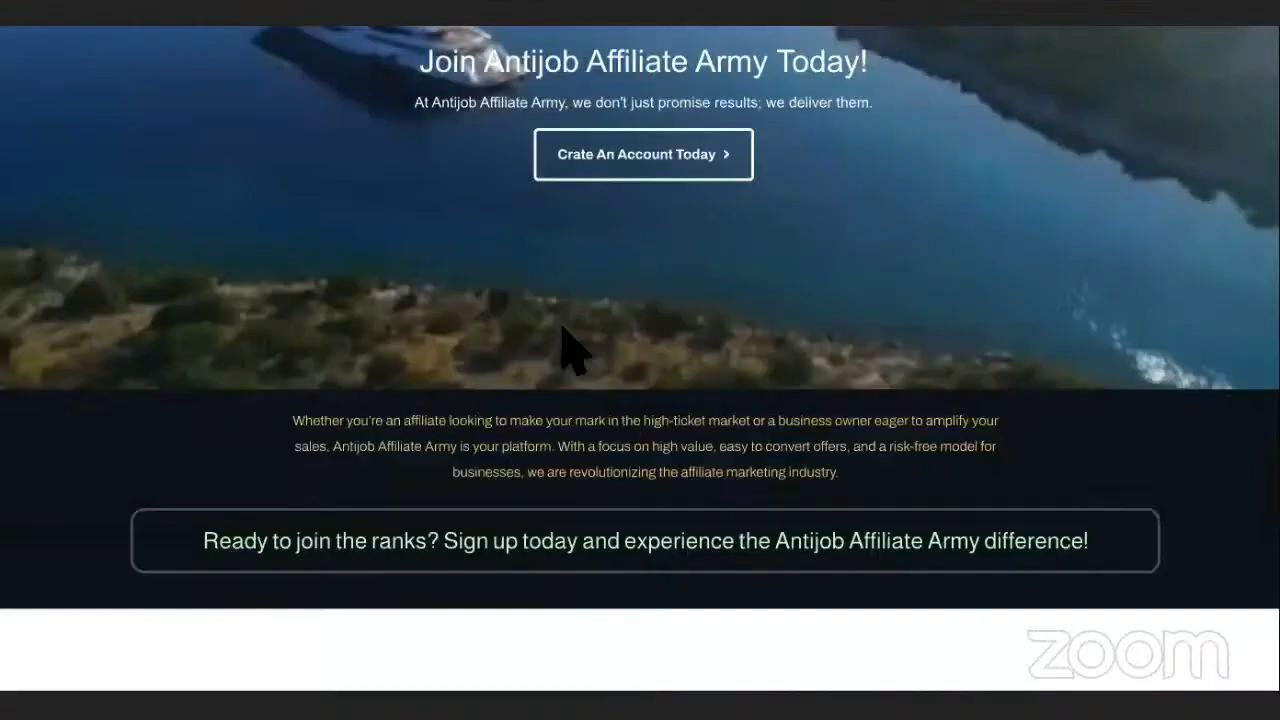 Join Antijob Affiliate Army Today!
At Antijob Affiliate Army, we don't just promise results; we deliver them.
Crate An Account Today
Whether you're an affiliate looking to make your mark in the high-ticket market or a business owner eager to amplify your
sales, Antijob Affiliate Army is your platform. With a focus on high value, easy to convert offers, and a risk-free model for
businesses, we are revolutionizing the affiliate marketing industry.
Ready to join the ranks? Sign up today and experience the Antijob Affiliate Army difference!
zoom